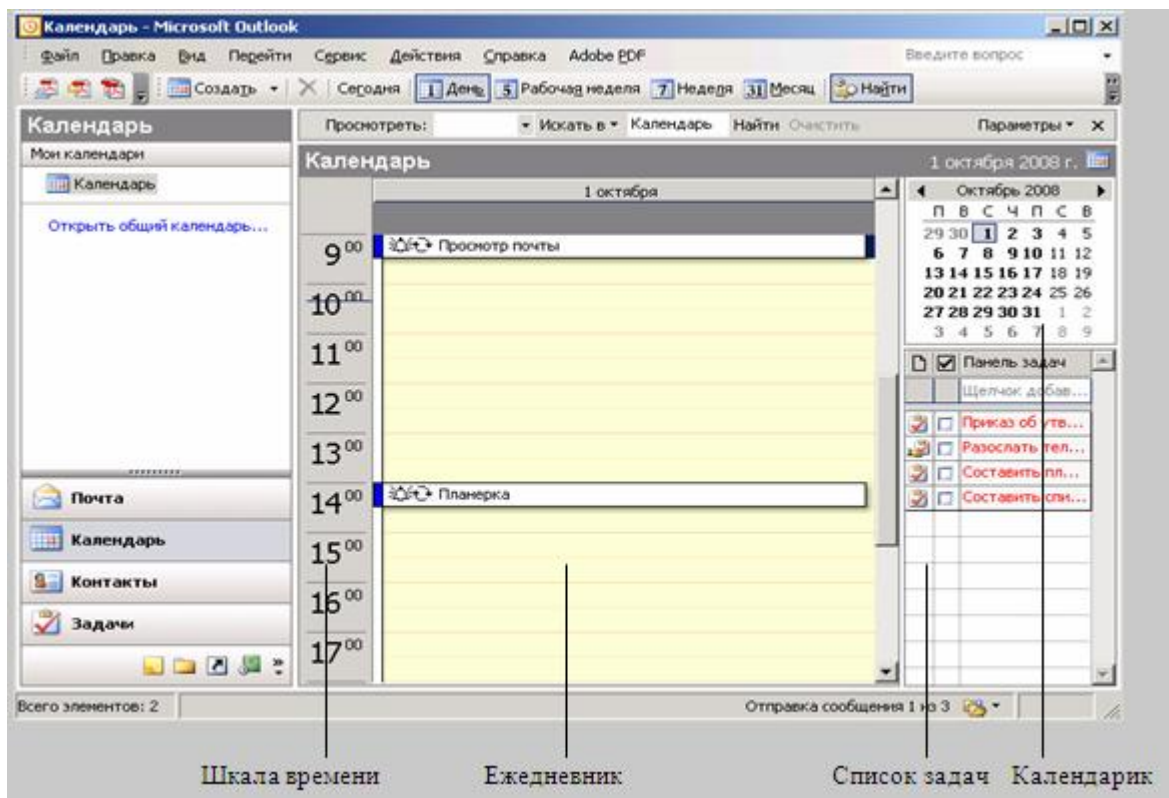 Календарь - Microsoft Outlook
Файл Правка Вид Перейти Сервис Действия Справка Adobe PDF Введите вопрос
Создать Сегодня 1 День 5 Рабочая неделя 7 Неделя 31 Месяц Найти
Календарь
Просмотреть: Искать в Календарь Найти Очистить Параметры
Мои календари
Календарь
Открыть общий календарь...
Календарь 1 октября 2008 г.
1 октября
9 00 Просмотр почты
10 00
11 00
12 00
13 00
14 00 Планерка
15 00
16 00
17 00
Октябрь 2008
П В С Ч П С В
29 30 1 2 3 4 5
6 7 8 9 10 11 12
13 14 15 16 17 18 19
20 21 22 23 24 25 26
27 28 29 30 31 1 2
3 4 5 6 7 8 9
Панель задач
Щелчок добав...
Приказ об утв...
Разослать тел...
Составить пл...
Составить спи...
Почта
Календарь
Контакты
Задачи
Всего элементов: 2 Отправка сообщения 1 из 3
Шкала времени Ежедневник Список задач Календарик